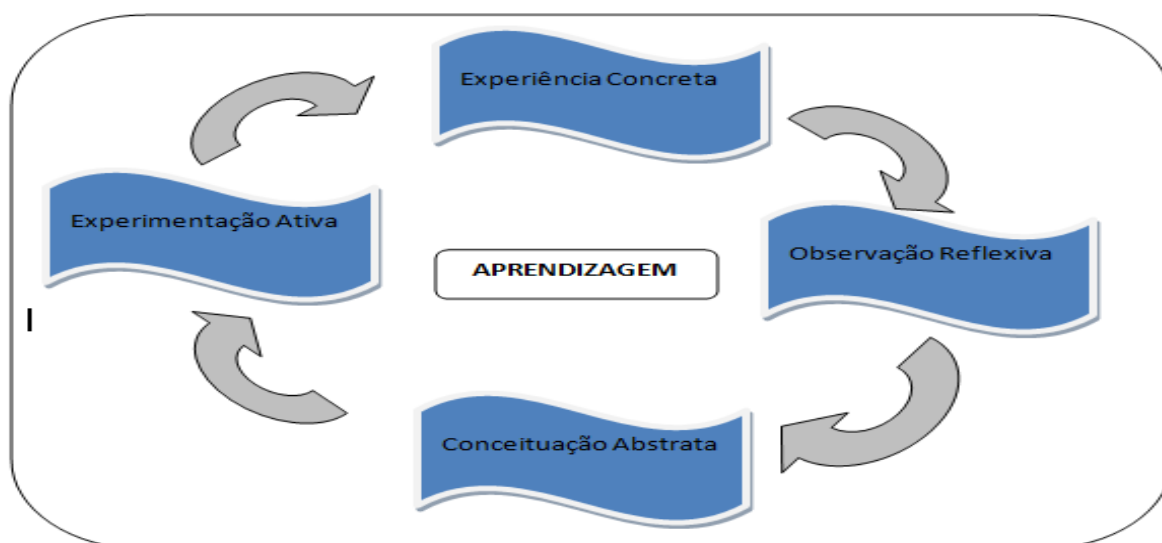 Experiência Concreta
Experimentação Ativa
Observação Reflexiva
APRENDIZAGEM
Conceituação Abstrata